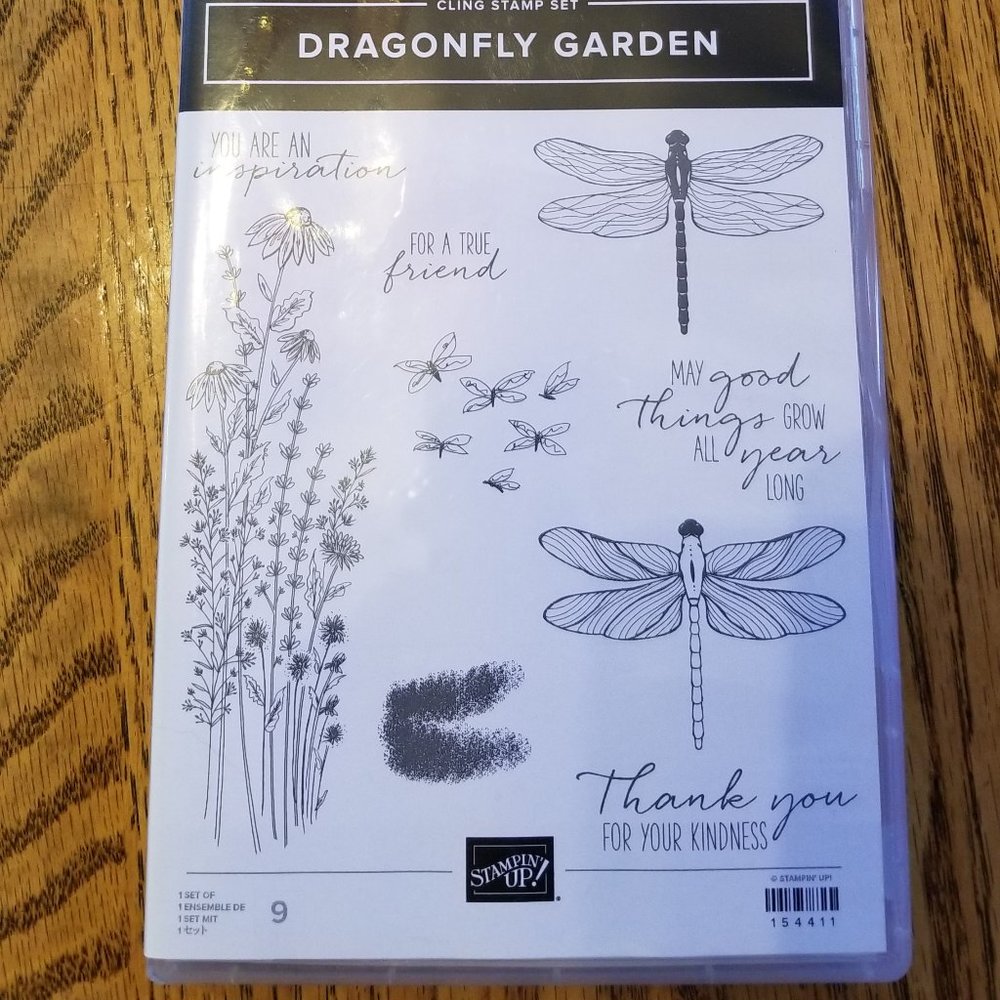 CLING STAMP SET
DRAGONFLY GARDEN
YOU ARE AN
inspiration
FOR A TRUE
friend
MAY good
things GROW
ALL year
LONG
Thank you
FOR YOUR KINDNESS
STAMPIN'
UP!
1 SET OF
1 ENSEMBLE DE
1 SET MIT
1 セット
9
© STAMPIN' UP!
154411